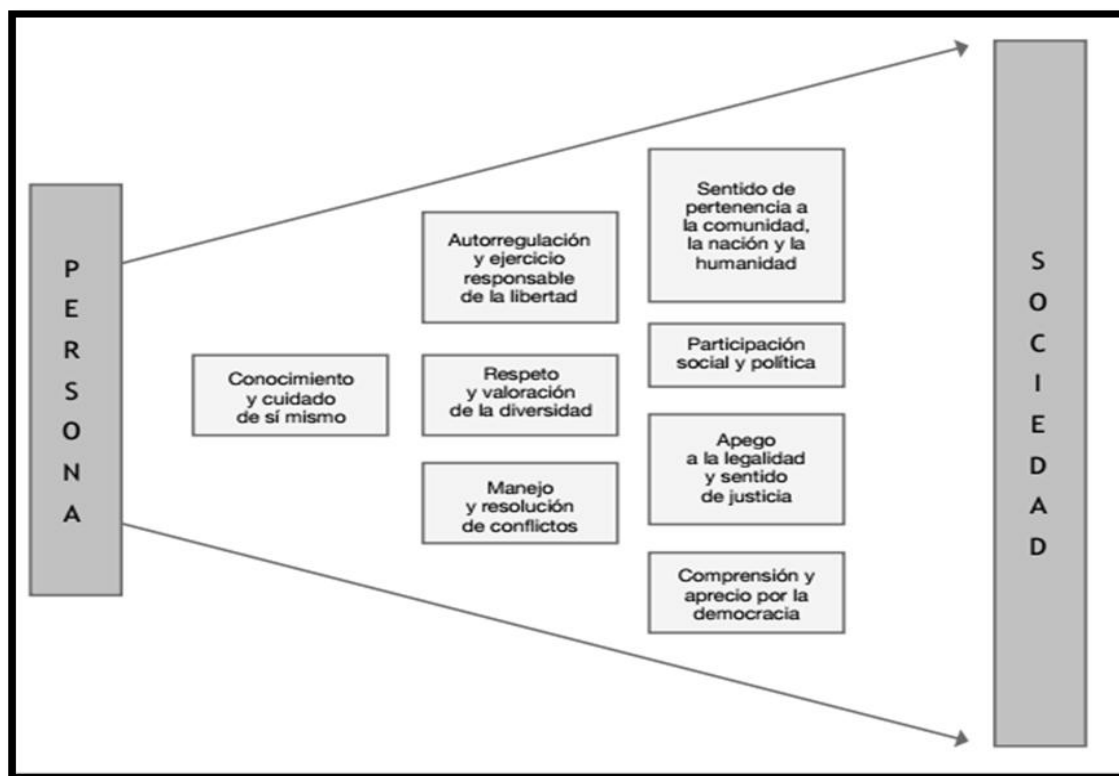 PERSONA
Conocimiento
y cuidado
de sí mismo
Autorregulación
y ejercicio
responsable
de la libertad
Respeto
y valoración
de la diversidad
Manejo
y resolución
de conflictos
Sentido de
pertenencia a
la comunidad,
la nación y la
humanidad
Participación
social y política
Apego
a la legalidad
y sentido
de justicia
Comprensión y
aprecio por la
democracia
SOCIEDAD